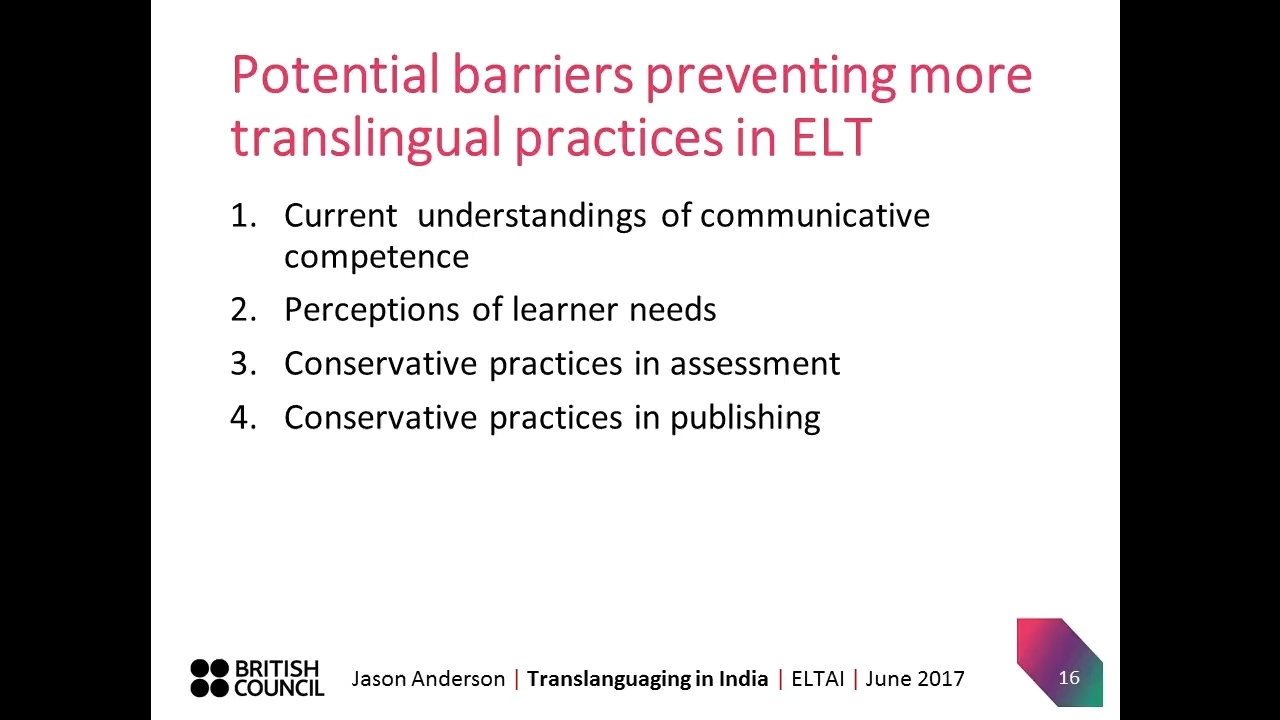 Potential barriers preventing more
translingual practices in ELT
1. Current understandings of communicative
competence
2. Perceptions of learner needs
3. Conservative practices in assessment
4. Conservative practices in publishing
BRITISH
COUNCIL
Jason Anderson | Translanguaging in India | ELTAI | June 2017
16